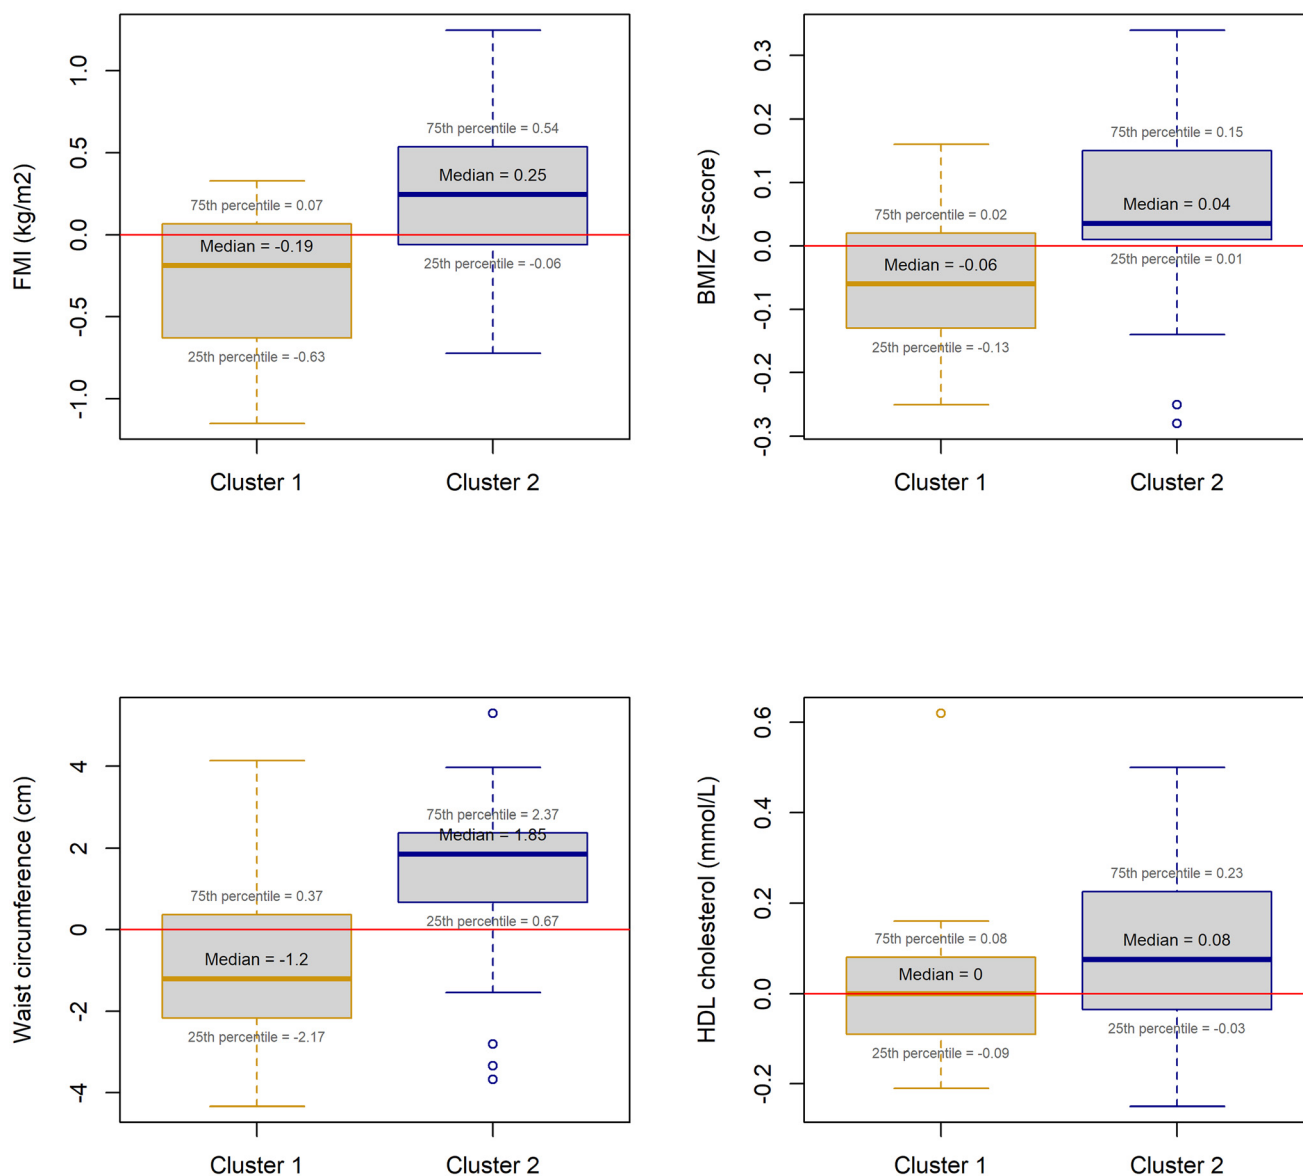 FMI (kg/m2)
1.0
0.5
0.0
-0.5
-1.0
75th percentile = 0.07
Median = -0.19
25th percentile = -0.63
75th percentile = 0.54
Median = 0.25
25th percentile = -0.06
Cluster 1
Cluster 2
BMIZ (z-score)
0.3
0.2
0.1
0.0
-0.1
-0.2
-0.3
75th percentile = 0.02
Median = -0.06
25th percentile = -0.13
75th percentile = 0.15
Median = 0.04
25th percentile = 0.01
Cluster 1
Cluster 2
Waist circumference (cm)
4
2
0
-2
-4
75th percentile = 0.37
Median = -1.2
25th percentile = -2.17
75th percentile = 2.37
Median = 1.85
25th percentile = 0.67
Cluster 1
Cluster 2
HDL cholesterol (mmol/L)
0.6
0.4
0.2
0.0
-0.2
75th percentile = 0.08
Median = 0
25th percentile = -0.09
75th percentile = 0.23
Median = 0.08
25th percentile = -0.03
Cluster 1
Cluster 2